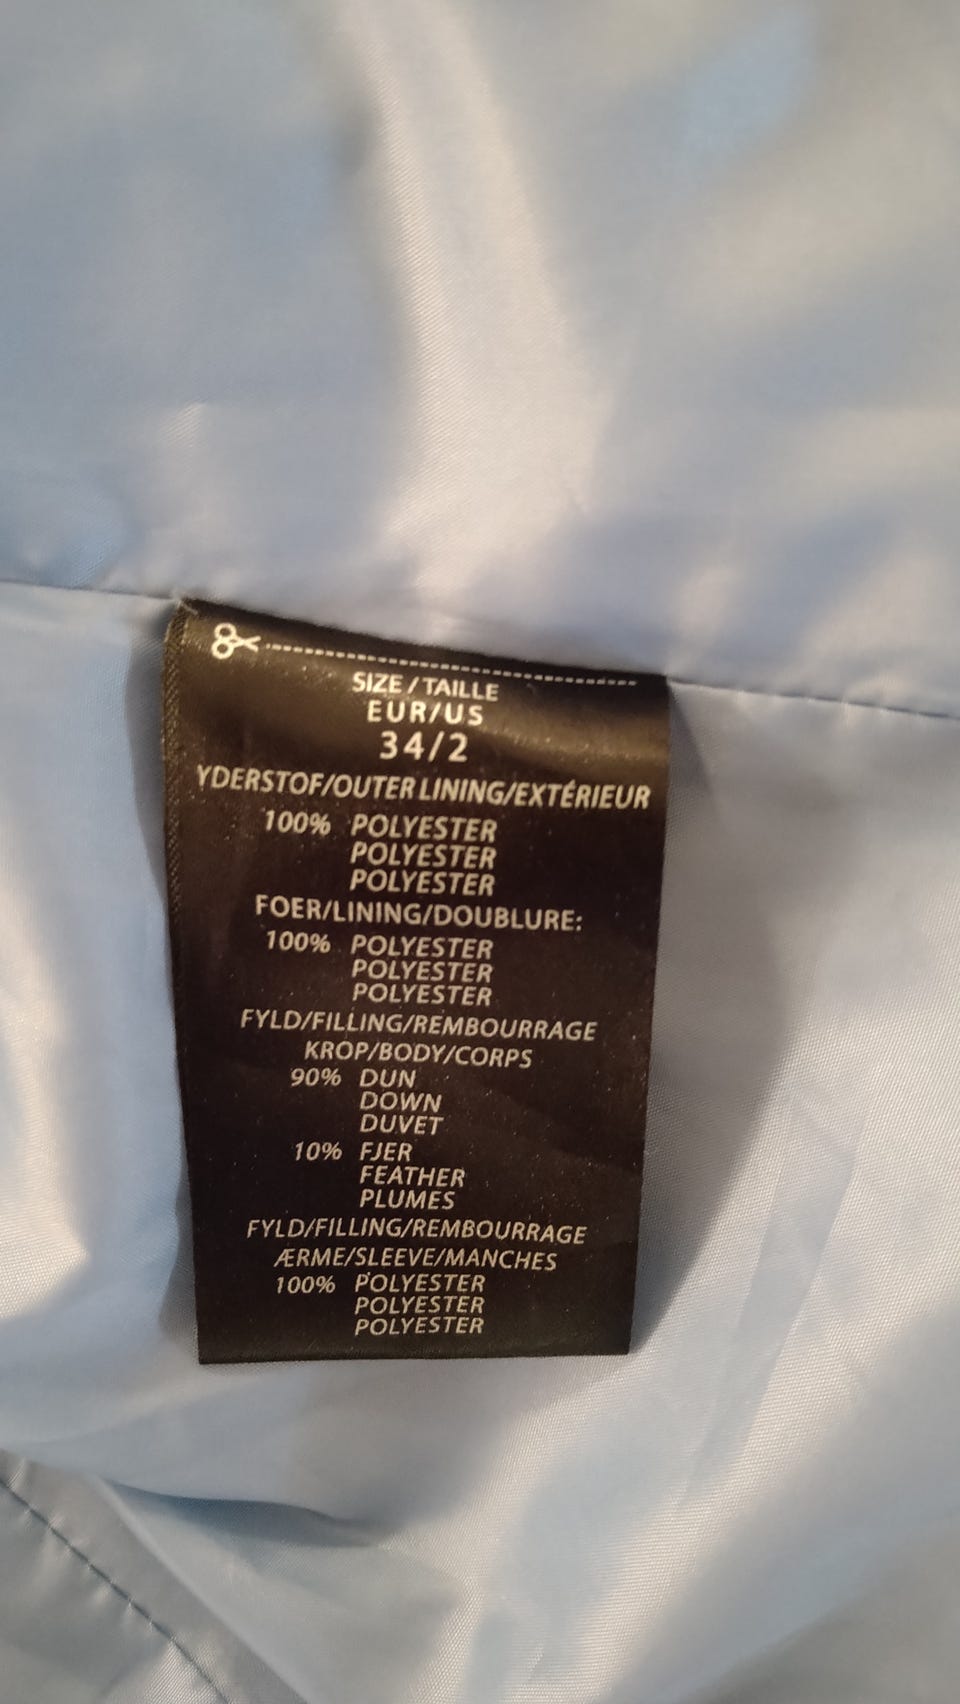 SIZE/TAILLE
EUR/US
34/2
YDERSTOF/OUTER LINING/EXTÉRIEUR
100% POLYESTER
POLYESTER
POLYESTER
FOER/LINING/DOUBLURE:
100% POLYESTER
POLYESTER
POLYESTER
FYLD/FILLING/REMBOURRAGE
KROP/BODY/CORPS
90% DUN
DOWN
DUVET
10% FJER
FEATHER
PLUMES
FYLD/FILLING/REMBOURRAGE
ÆRME/SLEEVE/MANCHES
100% POLYESTER
POLYESTER
POLYESTER